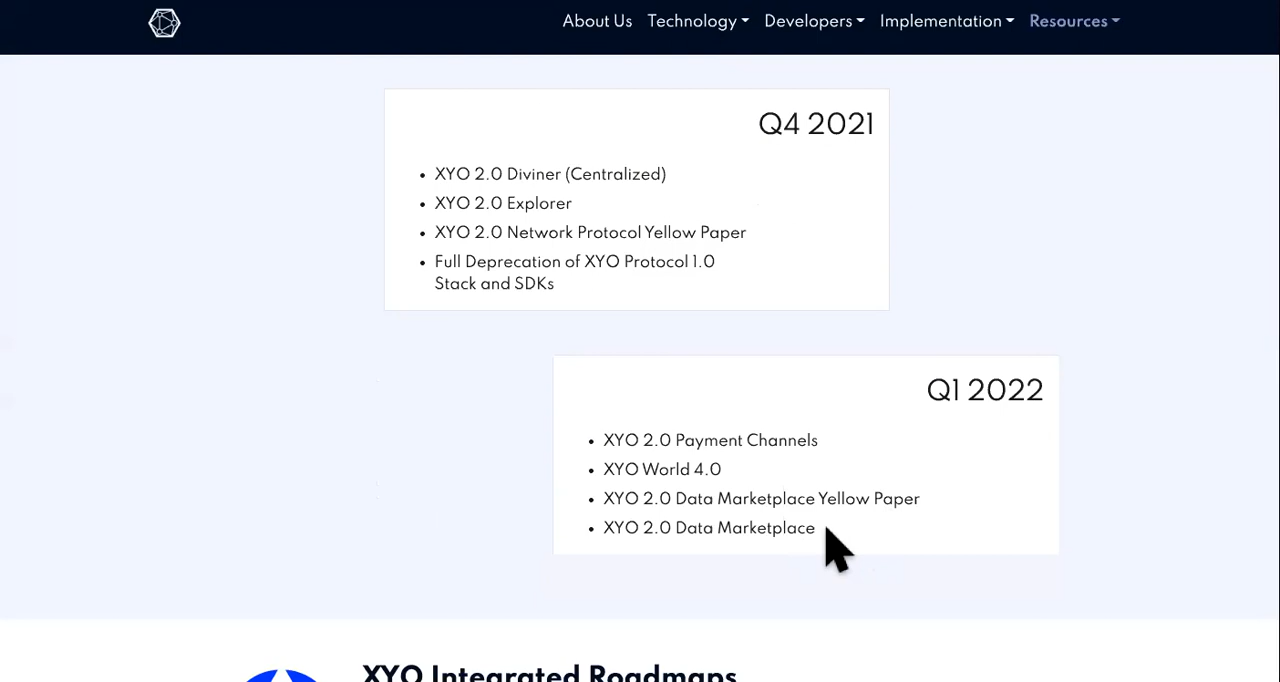 About Us Technology Developers Implementation Resources
Q4 2021
• XYO 2.0 Diviner (Centralized)
• XYO 2.0 Explorer
• XYO 2.0 Network Protocol Yellow Paper
• Full Deprecation of XYO Protocol 1.0
Stack and SDKs
Q1 2022
• XYO 2.0 Payment Channels
• XYO World 4.0
• XYO 2.0 Data Marketplace Yellow Paper
• XYO 2.0 Data Marketplace
XYO Integrated Roadmaps